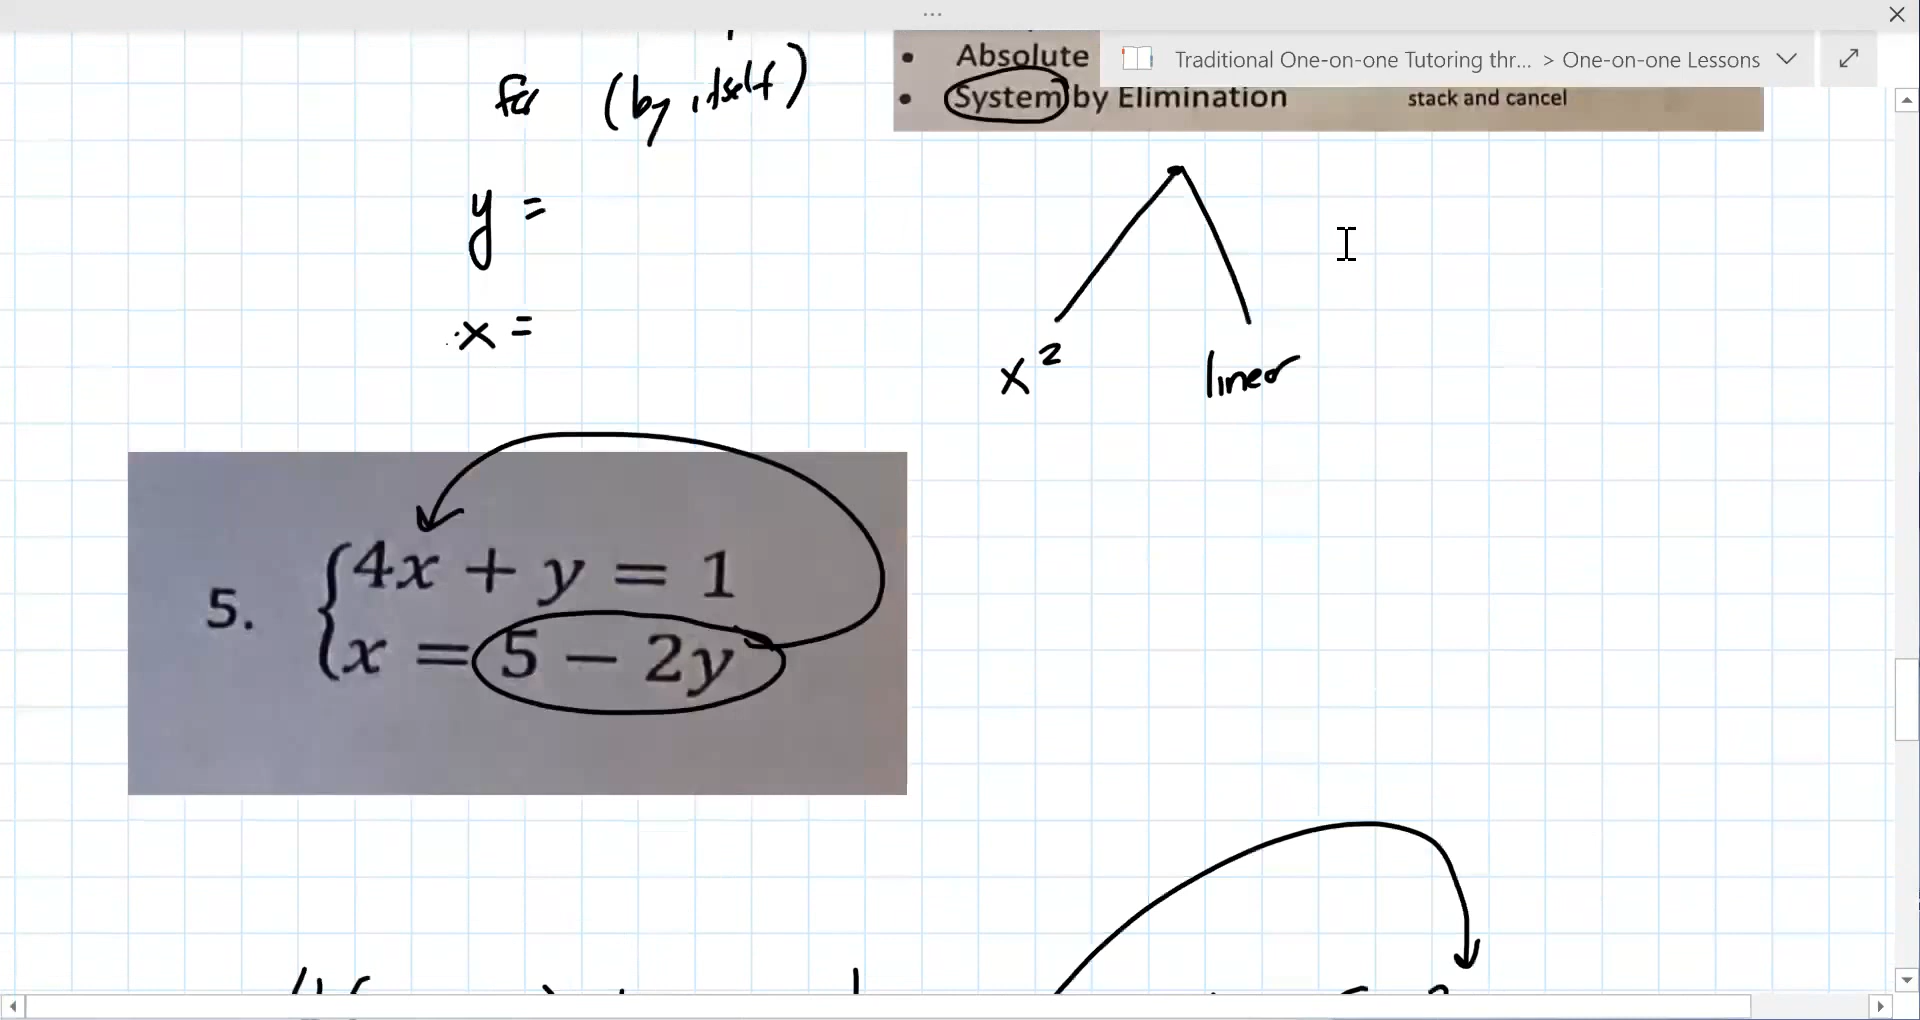 ...
Traditional One-on-one Tutoring thr... > One-on-one Lessons
for (by itself)
• Absolute
• System by Elimination stack and cancel
y =
x =
x²
linear
5. {4x + y = 1
x = 5 − 2y